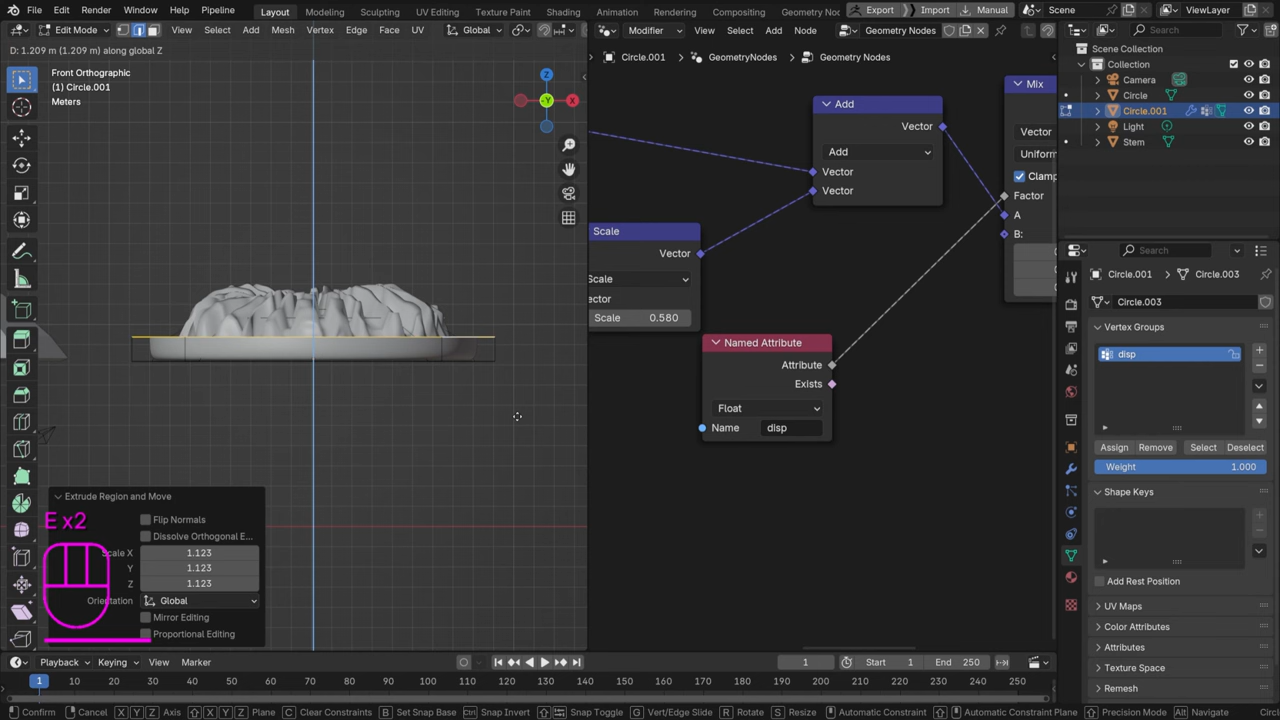 File Edit Render Window Help Pipeline
Layout Modeling Sculpting UV Editing Texture Paint Shading Animation Rendering Compositing Geometry No
Export Import Manual Scene ViewLayer
Edit Mode View Select Add Mesh Vertex Edge Face UV Global
Modifier View Select Add Node Geometry Nodes
Search
D: 1.209 m (1.209 m) along global Z
Circle.001 GeometryNodes Geometry Nodes
Front Orthographic
(1) Circle.001
Meters
Z
X
Y
Scene Collection
Collection
Camera
Circle
Circle.001
Light
Stem
Add
Vector
Add
Vector
Vector
Mix
Vector
Uniform
Clamp
Factor
A
B:
Scale
Vector
Scale
ector
Scale 0.580
Named Attribute
Attribute
Exists
Float
Name disp
Search
Circle.001 Circle.003
Circle.003
Vertex Groups
disp
Assign Remove Select Deselect
Weight 1.000
Shape Keys
Add Rest Position
UV Maps
Color Attributes
Attributes
Texture Space
Remesh
Extrude Region and Move
Flip Normals
Dissolve Orthogonal E...
E x2
Scale X 1.123
Y 1.123
Z 1.123
Orientation Global
Mirror Editing
Proportional Editing
Playback Keying View Marker
1 Start 1 End 250
1 10 20 30 40 50 60 70 80 90 100 110 120 130 140 150 160 170 180 190 200 210 220 230 240 250
Confirm Cancel X Y Z Axis X Y Z Plane C Clear Constraints B Set Snap Base Snap Invert Snap Toggle G Vert/Edge Slide R Rotate S Resize Automatic Constraint Automatic Constraint Plane Alt Navigate Circ